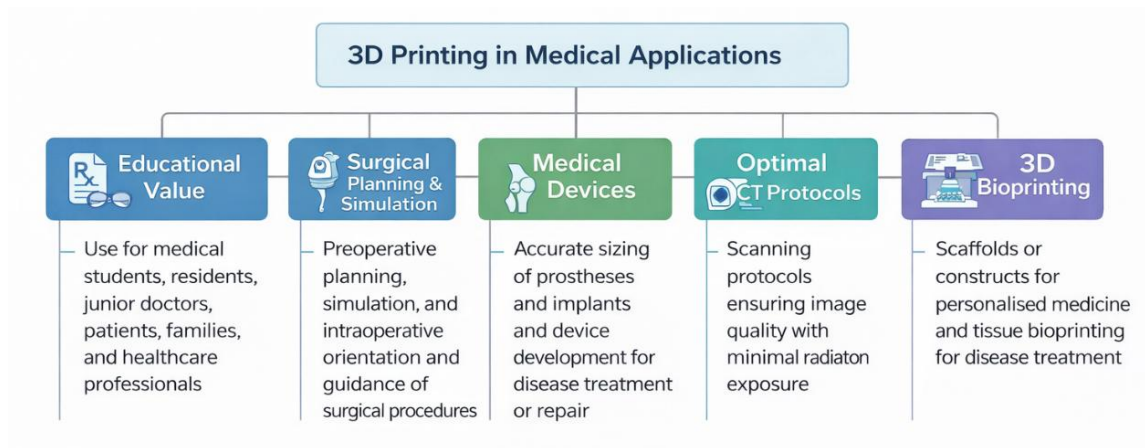 3D Printing in Medical Applications
Rx
Educational
Value
Surgical
Planning &
Simulation
Medical
Devices
Optimal
CT Protocols
3D
Bioprinting
Use for medical
students, residents,
junior doctors,
patients, families,
and healthcare
professionals
Preoperative
planning,
simulation, and
intraoperative
orientation and
guidance of
surgical procedures
Accurate sizing
of prostheses
and implants
and device
development for
disease treatment
or repair
Scanning
protocols
ensuring image
quality with
minimal radiaton
exposure
Scaffolds or
constructs for
personalised medicine
and tissue bioprinting
for disease treatment